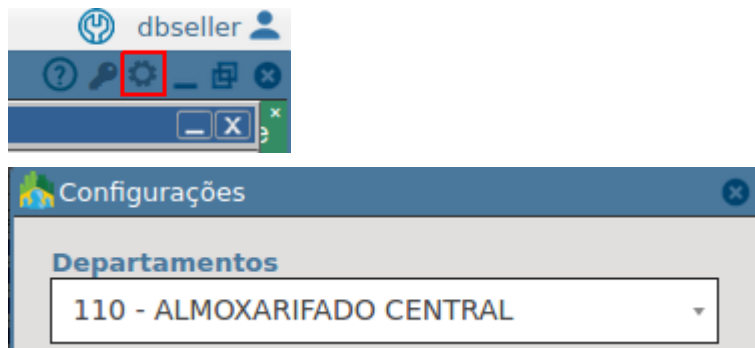 dbseller
Configurações
Departamentos
110 - ALMOXARIFADO CENTRAL